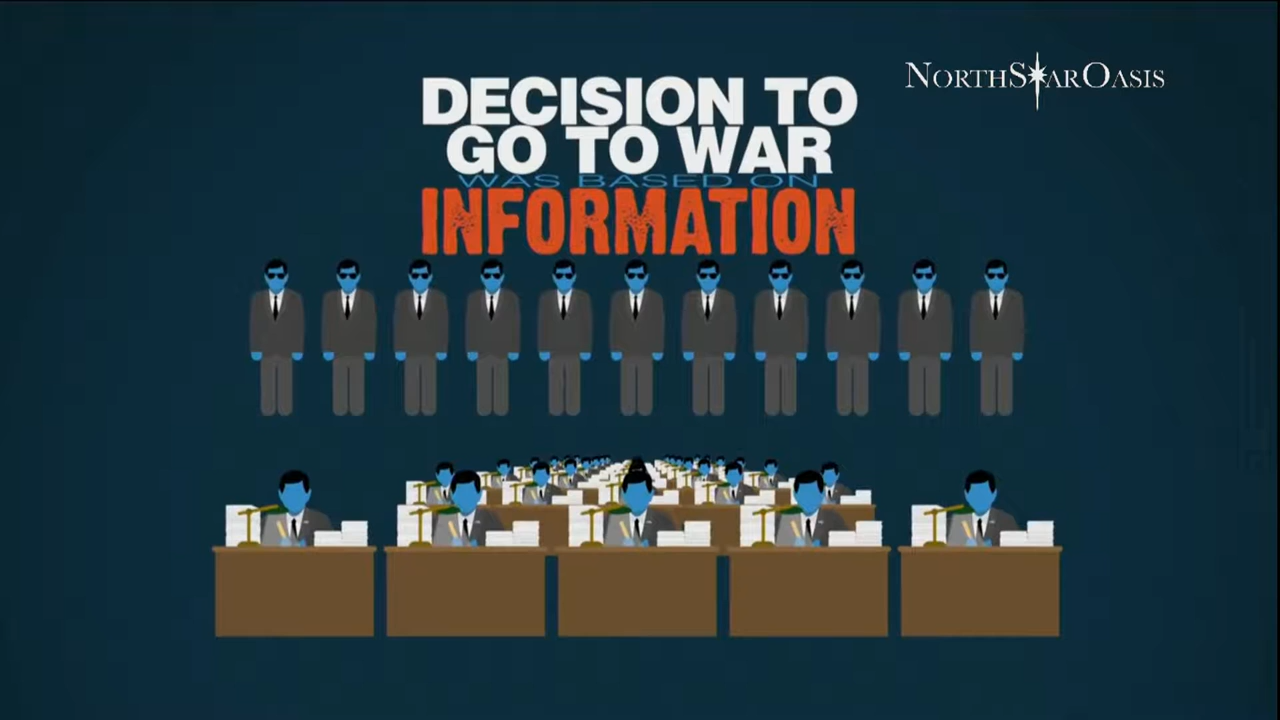 DECISION TO
GO TO WAR
WAS BASED ON
INFORMATION
NORTHSTAROASIS